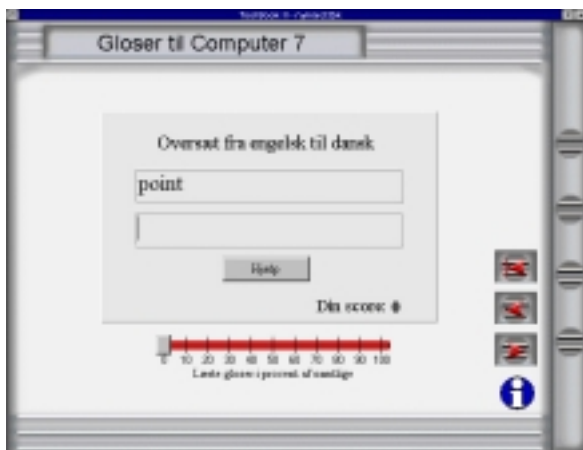 Gloser til Computer 7
Oversæt fra engelsk til dansk
point
Hjælp
Din score: 0
0 10 20 30 40 50 60 70 80 90 100
Læste gloser i procent af samtlige